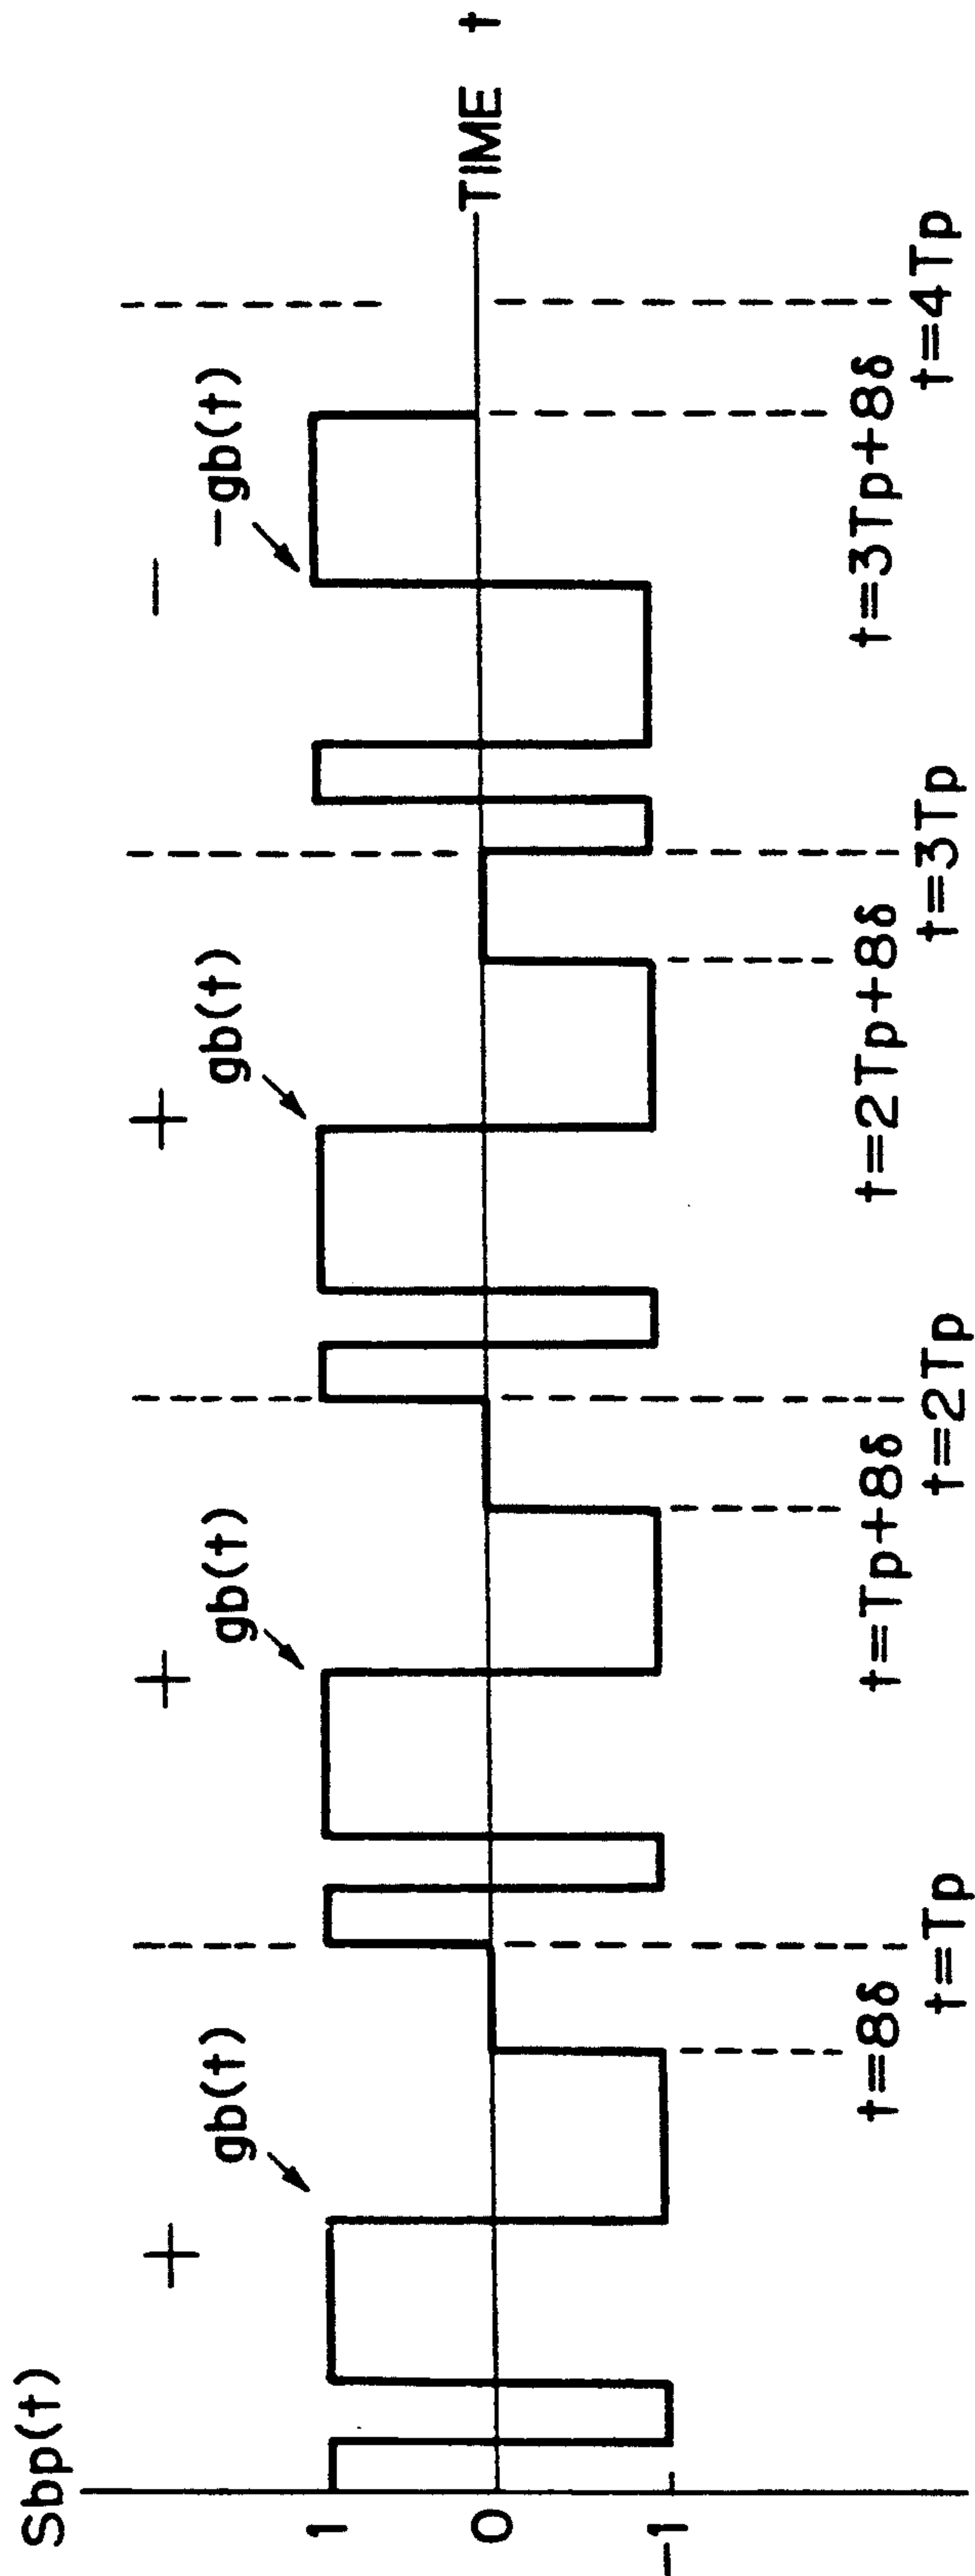 Sbp(t)
+ + + −
gb(t) gb(t) gb(t) −gb(t)
1
0
−1
TIME t
t=8δ t=Tp+8δ t=2Tp+8δ t=3Tp+8δ
t=Tp t=2Tp t=3Tp t=4Tp